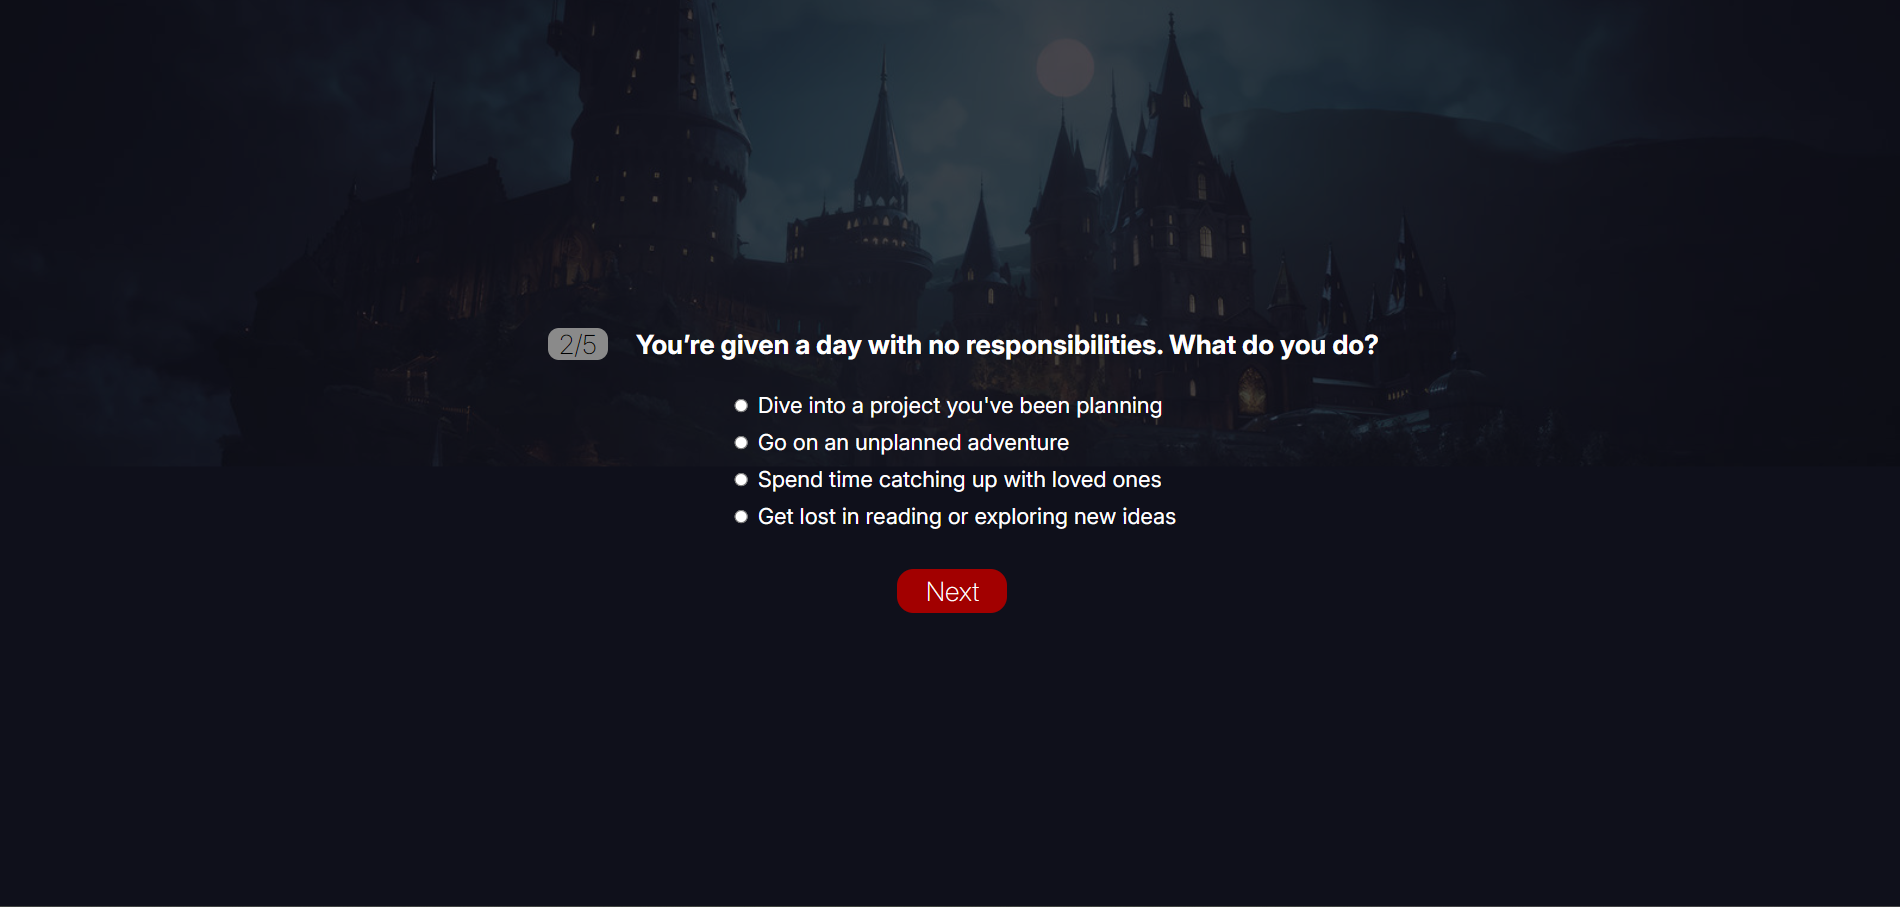 2/5 You’re given a day with no responsibilities. What do you do?
Dive into a project you've been planning
Go on an unplanned adventure
Spend time catching up with loved ones
Get lost in reading or exploring new ideas
Next